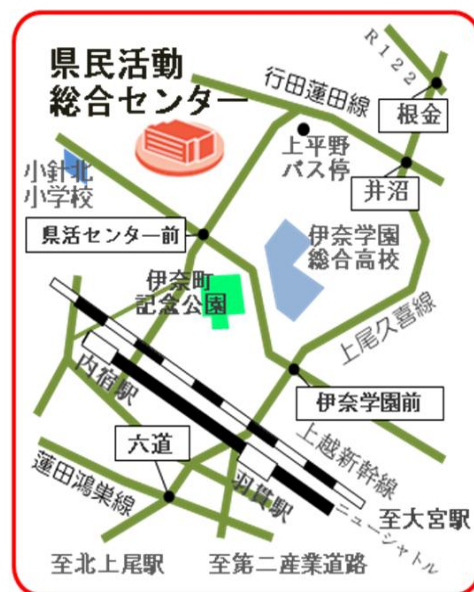 県民活動
総合センター
R122
行田蓮田線
根金
上平野
バス停
井沼
小針北
小学校
県活センター前
伊奈学園
総合高校
伊奈町
記念公園
上尾久喜線
内宿駅
伊奈学園前
六道
上越新幹線
蓮田鴻巣線
羽貫駅
至大宮駅
ニューシャトル
至北上尾駅
至第二産業道路